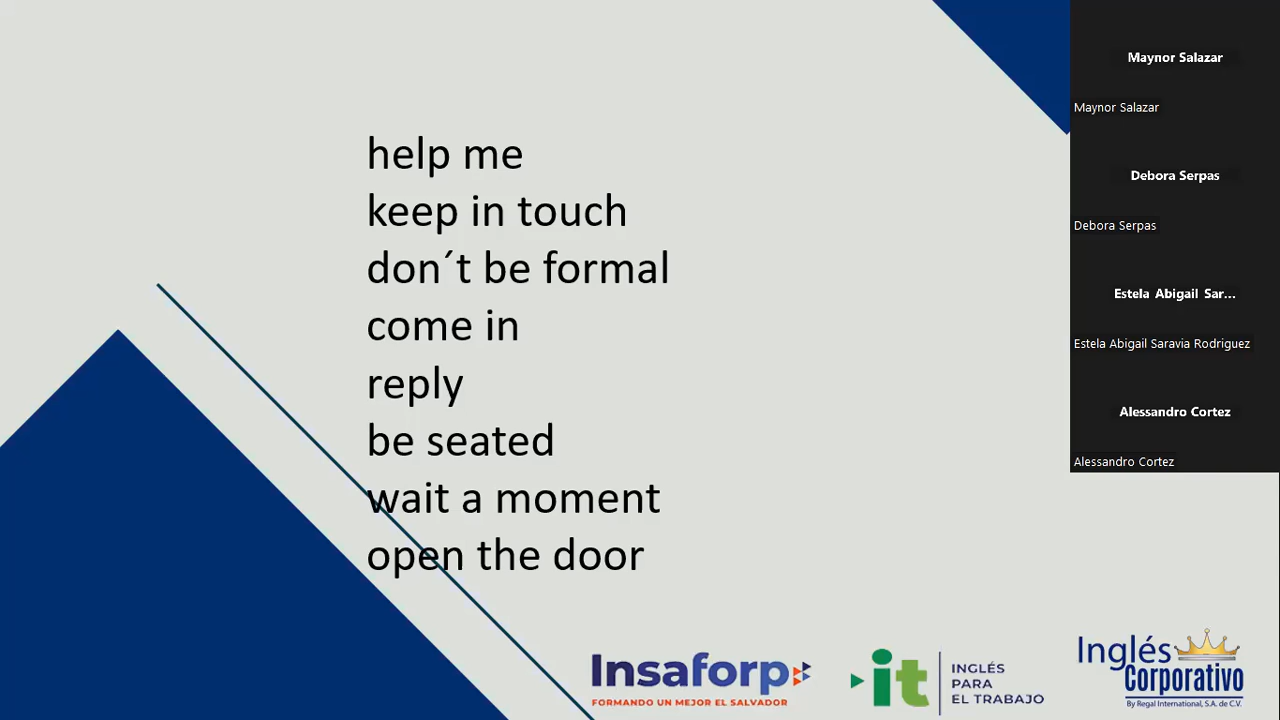 help me
keep in touch
don´t be formal
come in
reply
be seated
wait a moment
open the door
Maynor Salazar
Maynor Salazar
Debora Serpas
Debora Serpas
Estela Abigail Sar...
Estela Abigail Saravia Rodriguez
Alessandro Cortez
Alessandro Cortez
Insaforp
FORMANDO UN MEJOR EL SALVADOR
it
INGLÉS
PARA
EL TRABAJO
Inglés
Corporativo
By Regal International, S.A. de C.V.